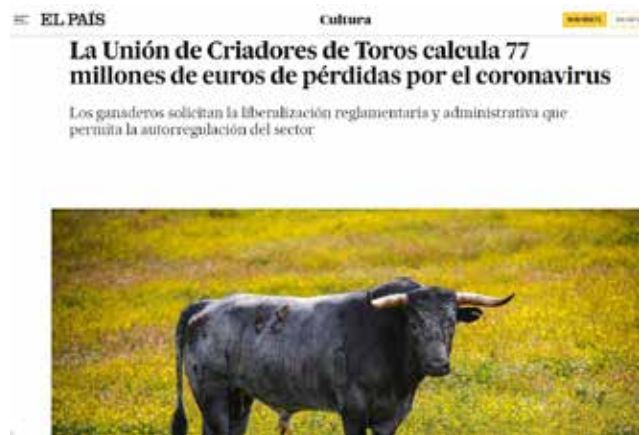 EL PAÍS
Cultura
La Unión de Criadores de Toros calcula 77
millones de euros de pérdidas por el coronavirus
Los ganaderos solicitan la liberalización reglamentaria y administrativa que
permita la autorregulación del sector